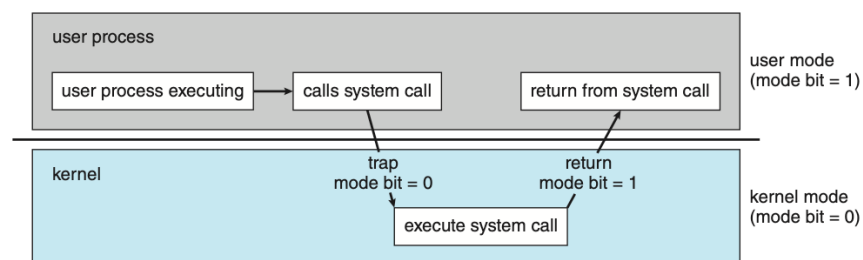 user process
user process executing
calls system call
return from system call
user mode
(mode bit = 1)
trap
mode bit = 0
return
mode bit = 1
kernel
execute system call
kernel mode
(mode bit = 0)